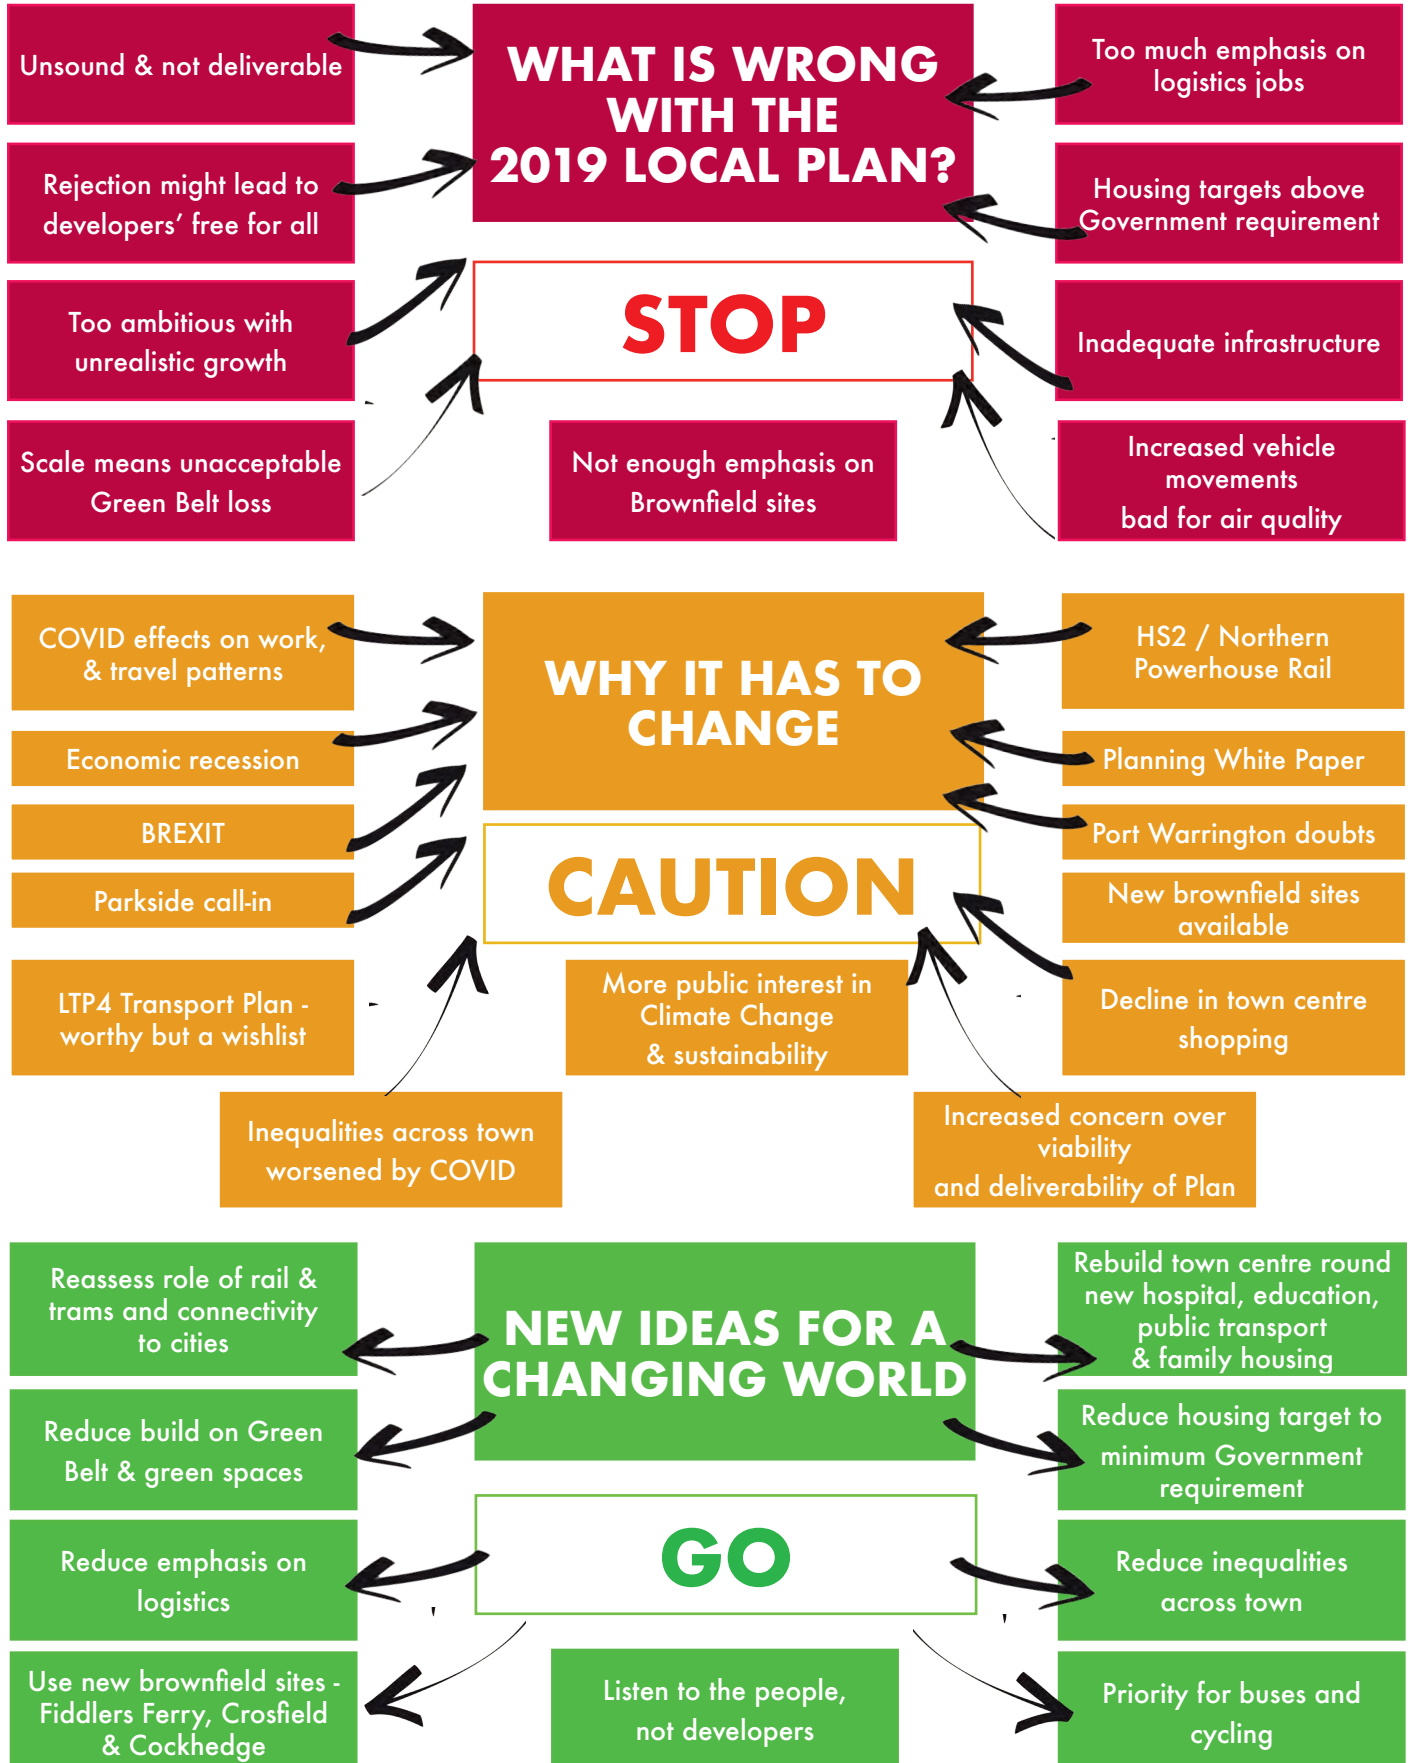 WHAT IS WRONG
WITH THE
2019 LOCAL PLAN?
STOP
Unsound & not deliverable
Rejection might lead to
developers’ free for all
Too ambitious with
unrealistic growth
Scale means unacceptable
Green Belt loss
Not enough emphasis on
Brownfield sites
Too much emphasis on
logistics jobs
Housing targets above
Government requirement
Inadequate infrastructure
Increased vehicle
movements
bad for air quality
WHY IT HAS TO
CHANGE
CAUTION
COVID effects on work,
& travel patterns
Economic recession
BREXIT
Parkside call-in
LTP4 Transport Plan -
worthy but a wishlist
Inequalities across town
worsened by COVID
More public interest in
Climate Change
& sustainability
HS2 / Northern
Powerhouse Rail
Planning White Paper
Port Warrington doubts
New brownfield sites
available
Decline in town centre
shopping
Increased concern over
viability
and deliverability of Plan
NEW IDEAS FOR A
CHANGING WORLD
GO
Reassess role of rail &
trams and connectivity
to cities
Reduce build on Green
Belt & green spaces
Reduce emphasis on
logistics
Use new brownfield sites -
Fiddlers Ferry, Crosfield
& Cockhedge
Listen to the people,
not developers
Rebuild town centre round
new hospital, education,
public transport
& family housing
Reduce housing target to
minimum Government
requirement
Reduce inequalities
across town
Priority for buses and
cycling